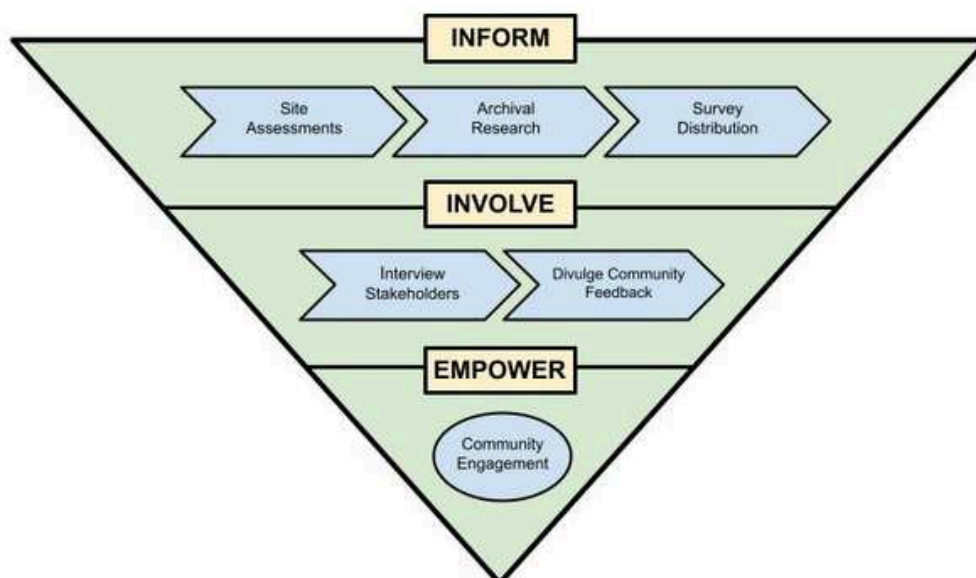 INFORM
Site
Assessments
Archival
Research
Survey
Distribution
INVOLVE
Interview
Stakeholders
Divulge Community
Feedback
EMPOWER
Community
Engagement